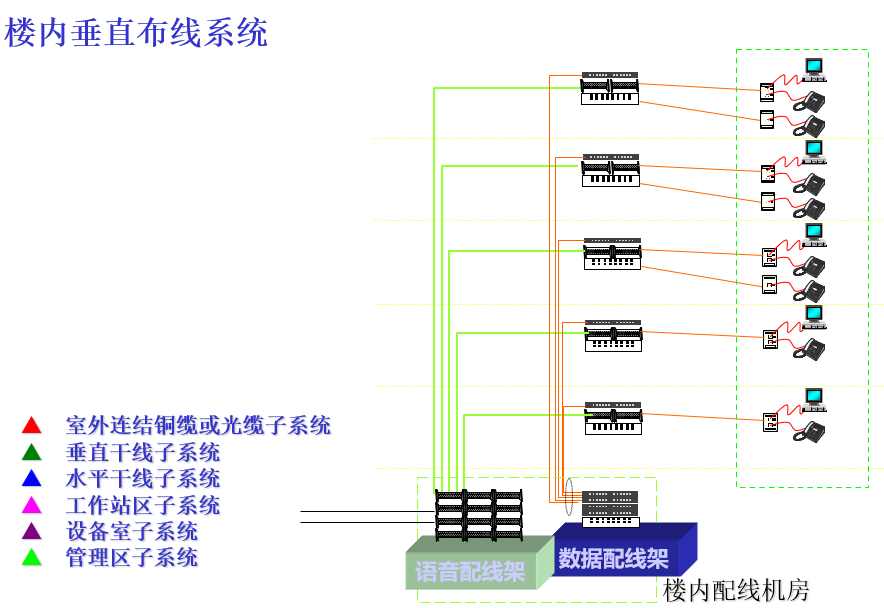 楼内垂直布线系统
室外连结铜缆或光缆子系统
垂直干线子系统
水平干线子系统
工作站区子系统
设备室子系统
管理区子系统
语音配线架
数据配线架
楼内配线机房